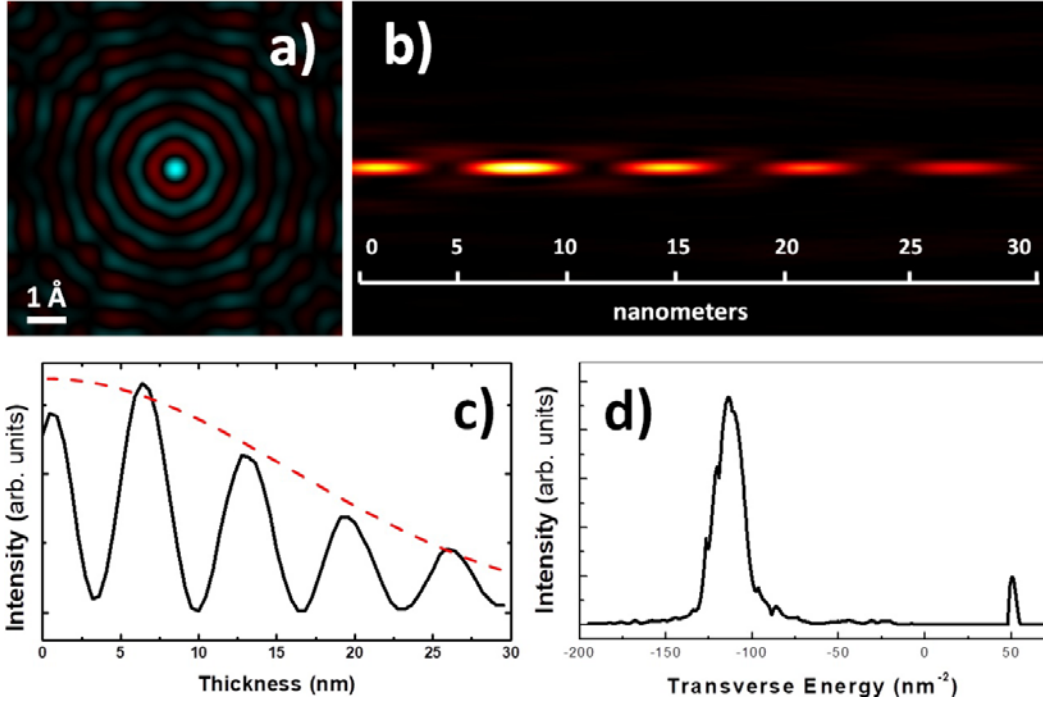 a)
1 Å
b)
0 5 10 15 20 25 30
nanometers
c)
Intensity (arb. units)
0 5 10 15 20 25 30
Thickness (nm)
d)
Intensity (arb. units)
-200 -150 -100 -50 0 50
Transverse Energy (nm-2)